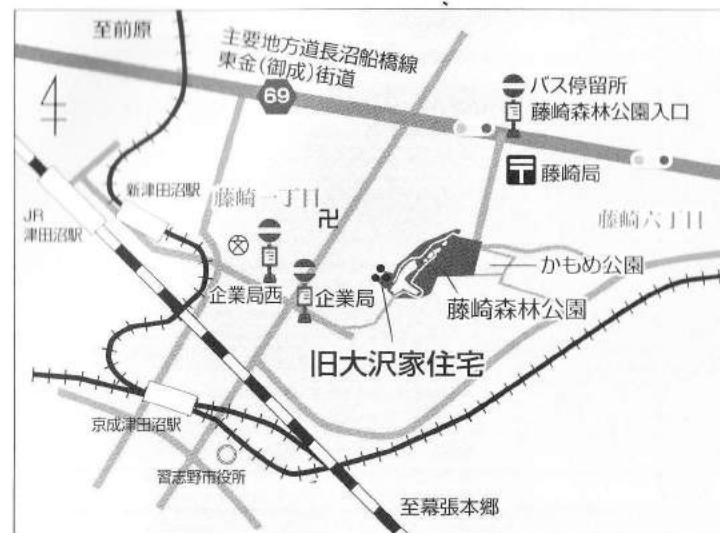 至前原
主要地方道長沼船橋線
東金(御成)街道
69
バス停留所
藤崎森林公園入口
藤崎局
新津田沼駅
藤崎一丁目
JR
津田沼駅
藤崎六丁目
かもめ公園
企業局西
企業局
藤崎森林公園
旧大沢家住宅
京成津田沼駅
習志野市役所
至幕張本郷